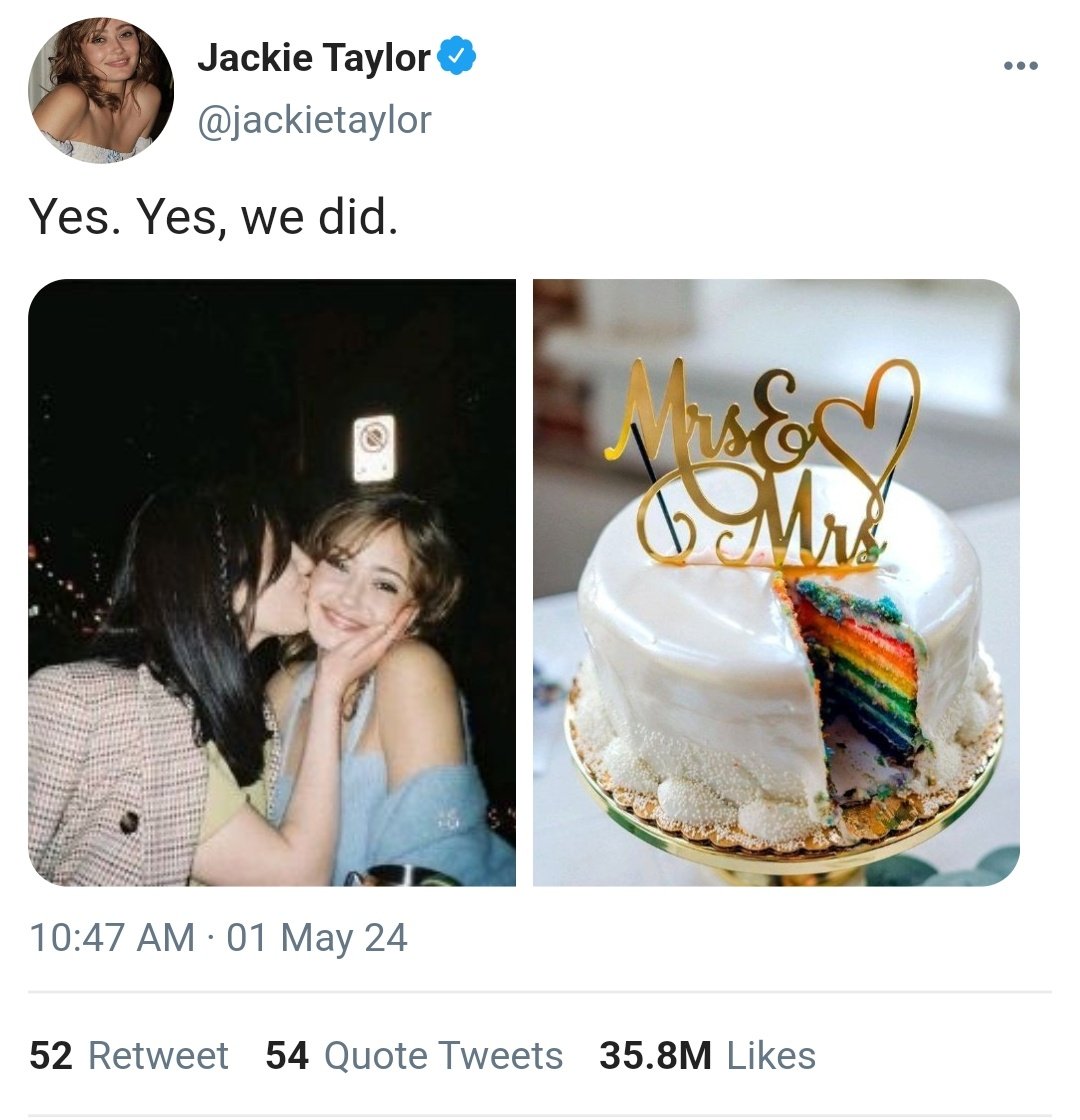 Jackie Taylor
@jackietaylor
Yes. Yes, we did.
Mrs &
Mrs
10:47 AM · 01 May 24
52 Retweet 54 Quote Tweets 35.8M Likes